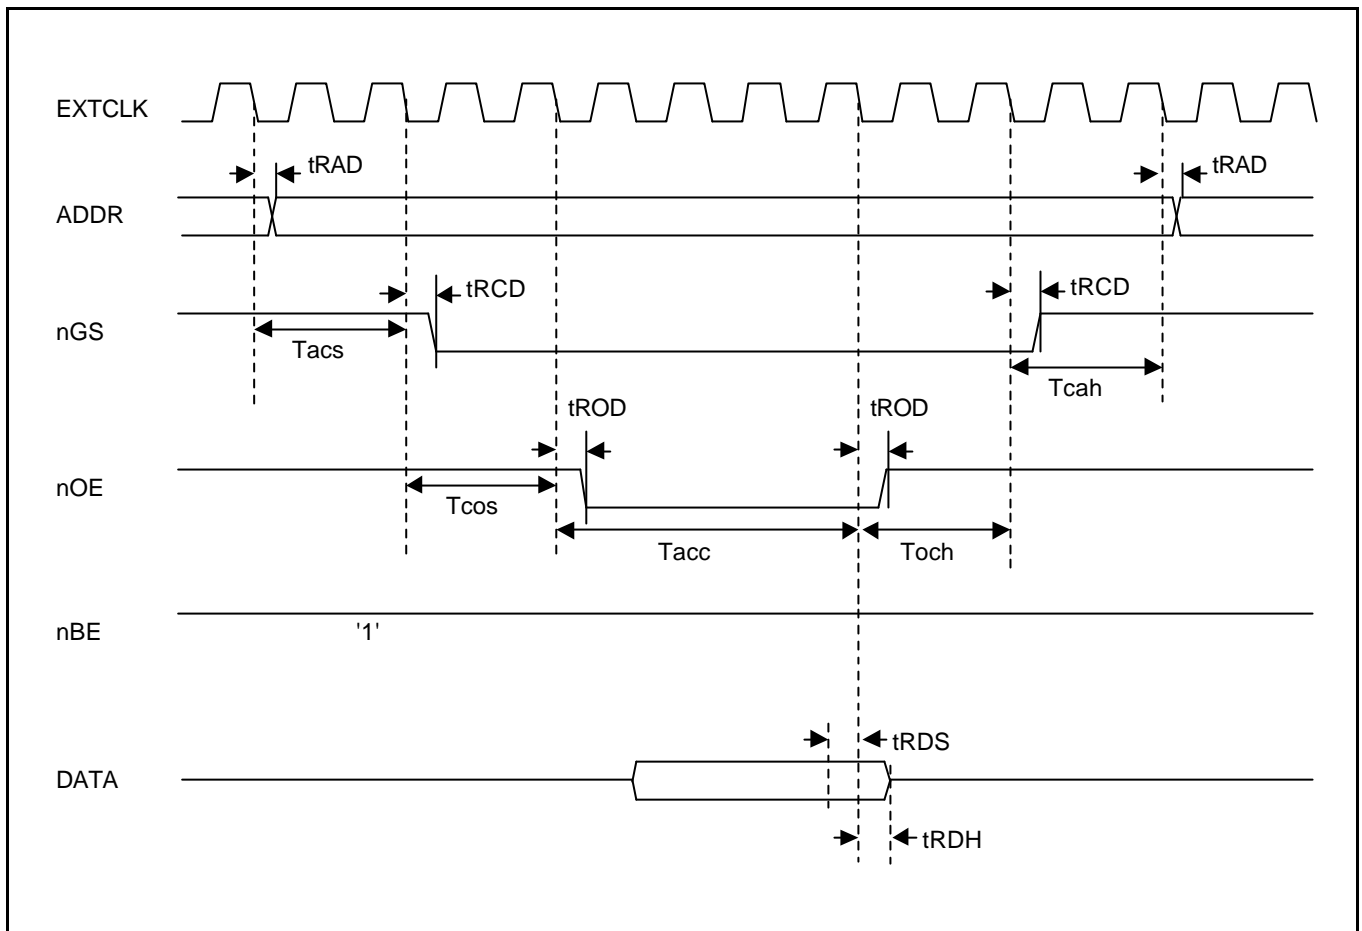 EXTCLK
tRAD
tRAD
ADDR
tRCD
tRCD
nGS
Tacs
Tcah
tROD
tROD
nOE
Tcos
Tacc
Toch
nBE
'1'
tRDS
DATA
tRDH